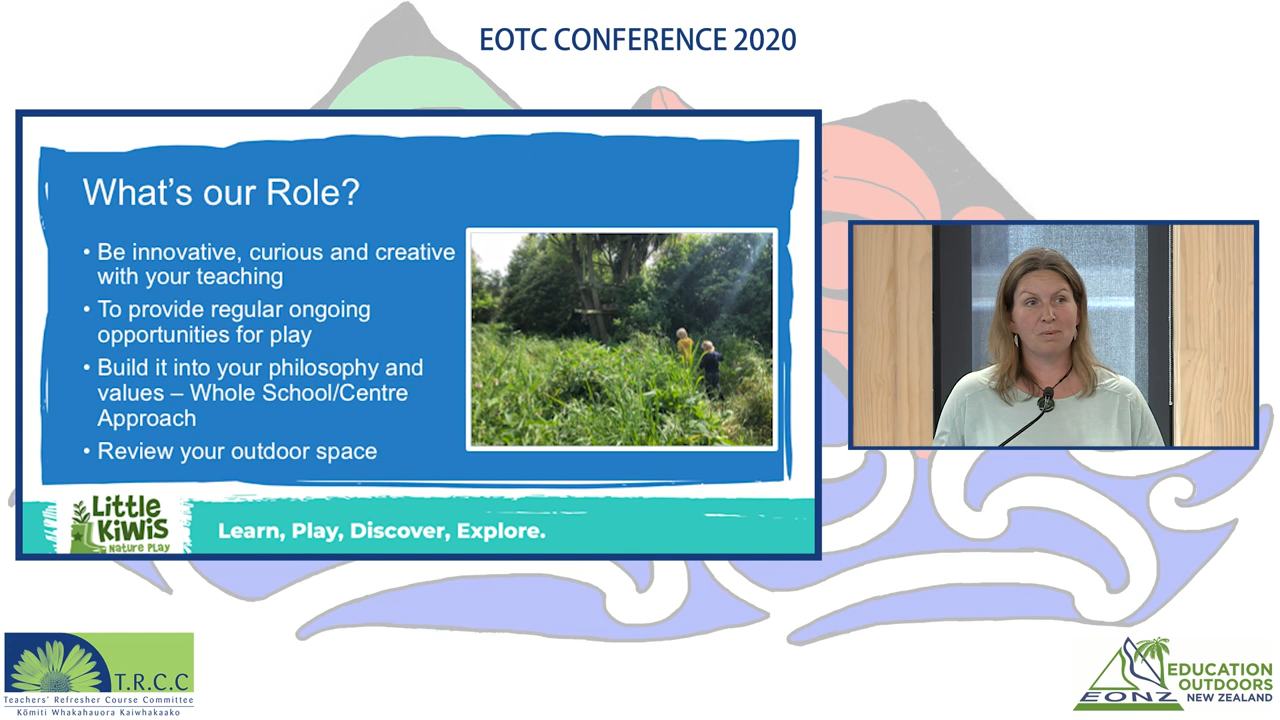 EOTC CONFERENCE 2020
What's our Role?
• Be innovative, curious and creative
with your teaching
• To provide regular ongoing
opportunities for play
• Build it into your philosophy and
values – Whole School/Centre
Approach
• Review your outdoor space
Little
Kiwis
Nature Play
Learn, Play, Discover, Explore.
T.R.C.C
Teachers' Refresher Course Committee
Kōmiti Whakahauora Kaiwhakaako
EONZ
EDUCATION
OUTDOORS
NEW ZEALAND